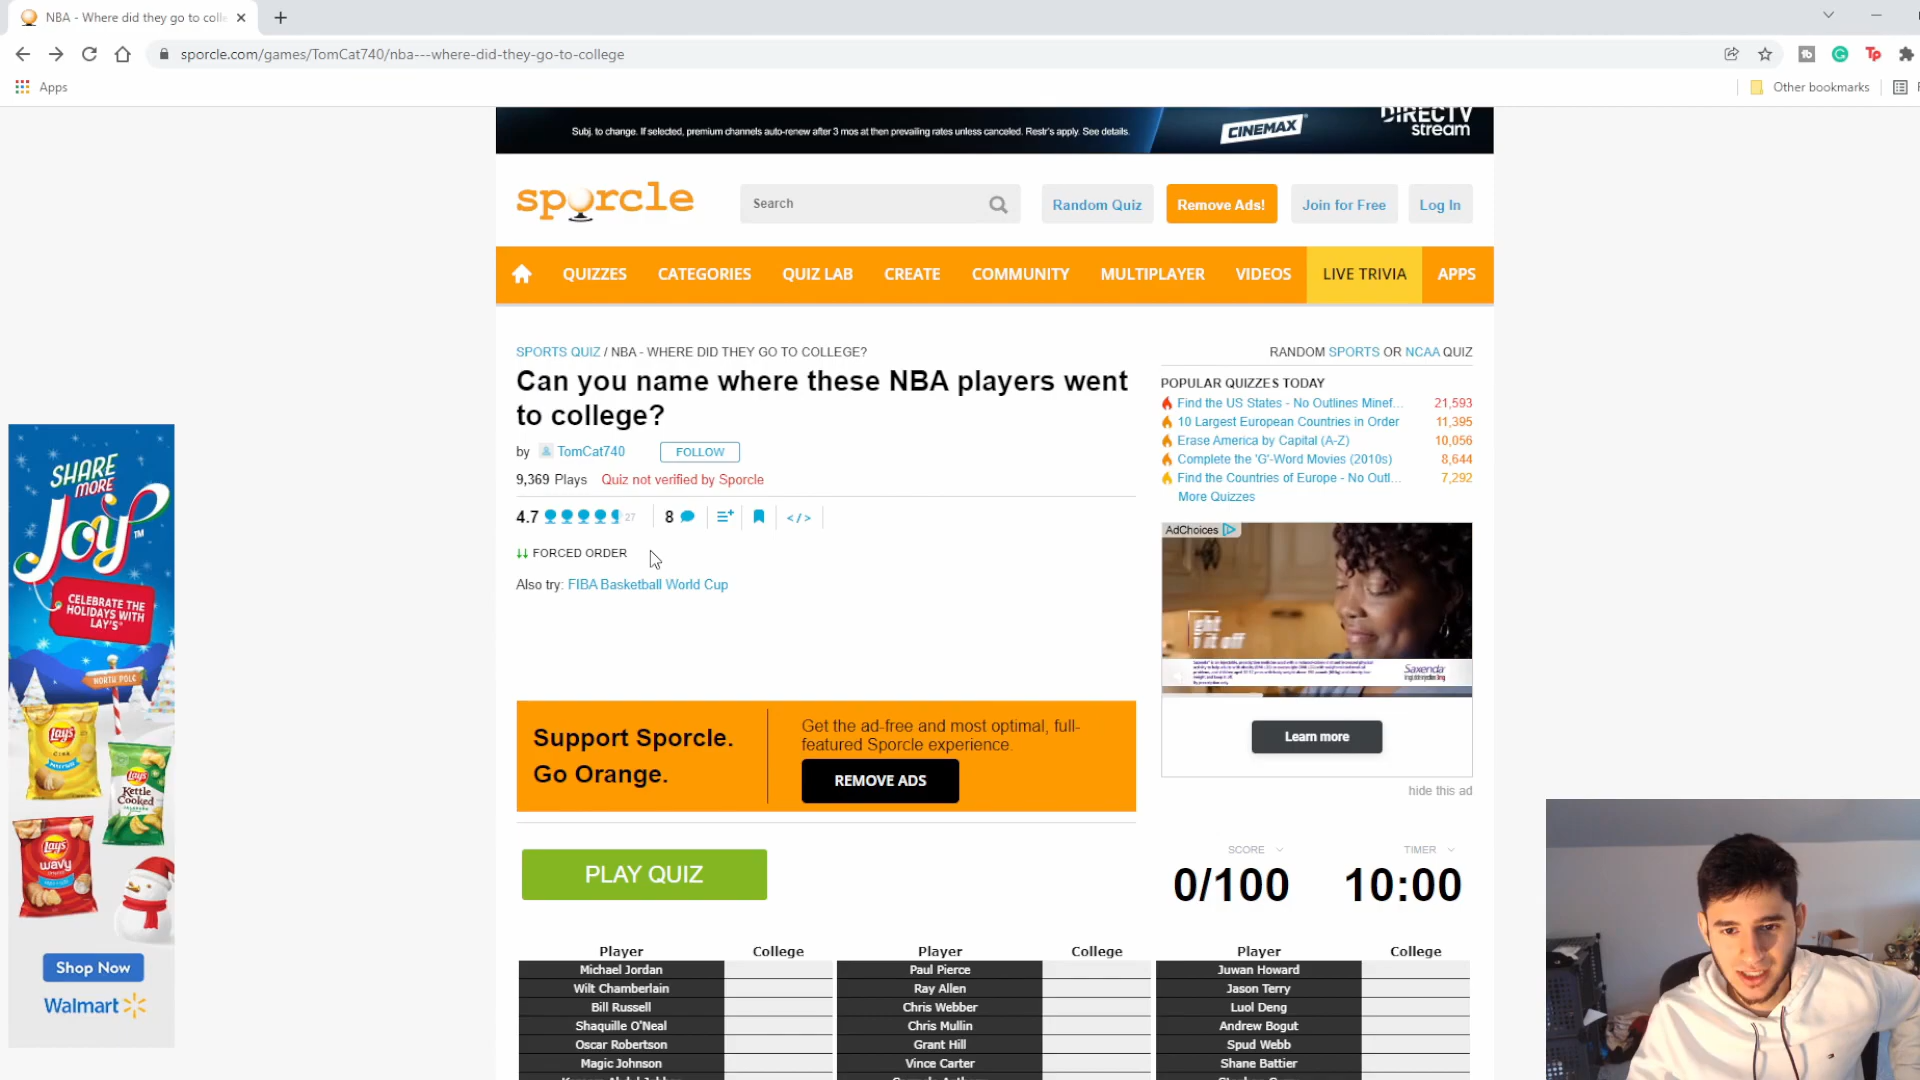 NBA - Where did they go to colle
sporcle.com/games/TomCat740/nba---where-did-they-go-to-college
Apps
Other bookmarks
Subj. to change. If selected, premium channels auto-renew after 3 mos at then prevailing rates unless canceled. Restr's apply. See details.
CINEMAX
DIRECTV
stream
sporcle
Search
Random Quiz
Remove Ads!
Join for Free
Log In
QUIZZES
CATEGORIES
QUIZ LAB
CREATE
COMMUNITY
MULTIPLAYER
VIDEOS
LIVE TRIVIA
APPS
SPORTS QUIZ / NBA - WHERE DID THEY GO TO COLLEGE?
Can you name where these NBA players went
to college?
by TomCat740
FOLLOW
9,369 Plays Quiz not verified by Sporcle
4.7 27 8 </>
FORCED ORDER
Also try: FIBA Basketball World Cup
RANDOM SPORTS OR NCAA QUIZ
POPULAR QUIZZES TODAY
Find the US States - No Outlines Minef... 21,593
10 Largest European Countries in Order 11,395
Erase America by Capital (A-Z) 10,056
Complete the 'G'-Word Movies (2010s) 8,644
Find the Countries of Europe - No Outl... 7,292
More Quizzes
AdChoices
Saxenda
Learn more
hide this ad
SHARE
MORE
Joy
CELEBRATE THE
HOLIDAYS WITH
LAY'S
NORTH POLE
Lay's
Lay's
Kettle
Cooked
Lay's
wavy
Shop Now
Walmart
Support Sporcle.
Go Orange.
Get the ad-free and most optimal, full-
featured Sporcle experience.
REMOVE ADS
PLAY QUIZ
SCORE
0/100
TIMER
10:00
Player College Player College Player College
Michael Jordan Paul Pierce Juwan Howard
Wilt Chamberlain Ray Allen Jason Terry
Bill Russell Chris Webber Luol Deng
Shaquille O'Neal Chris Mullin Andrew Bogut
Oscar Robertson Grant Hill Spud Webb
Magic Johnson Vince Carter Shane Battier